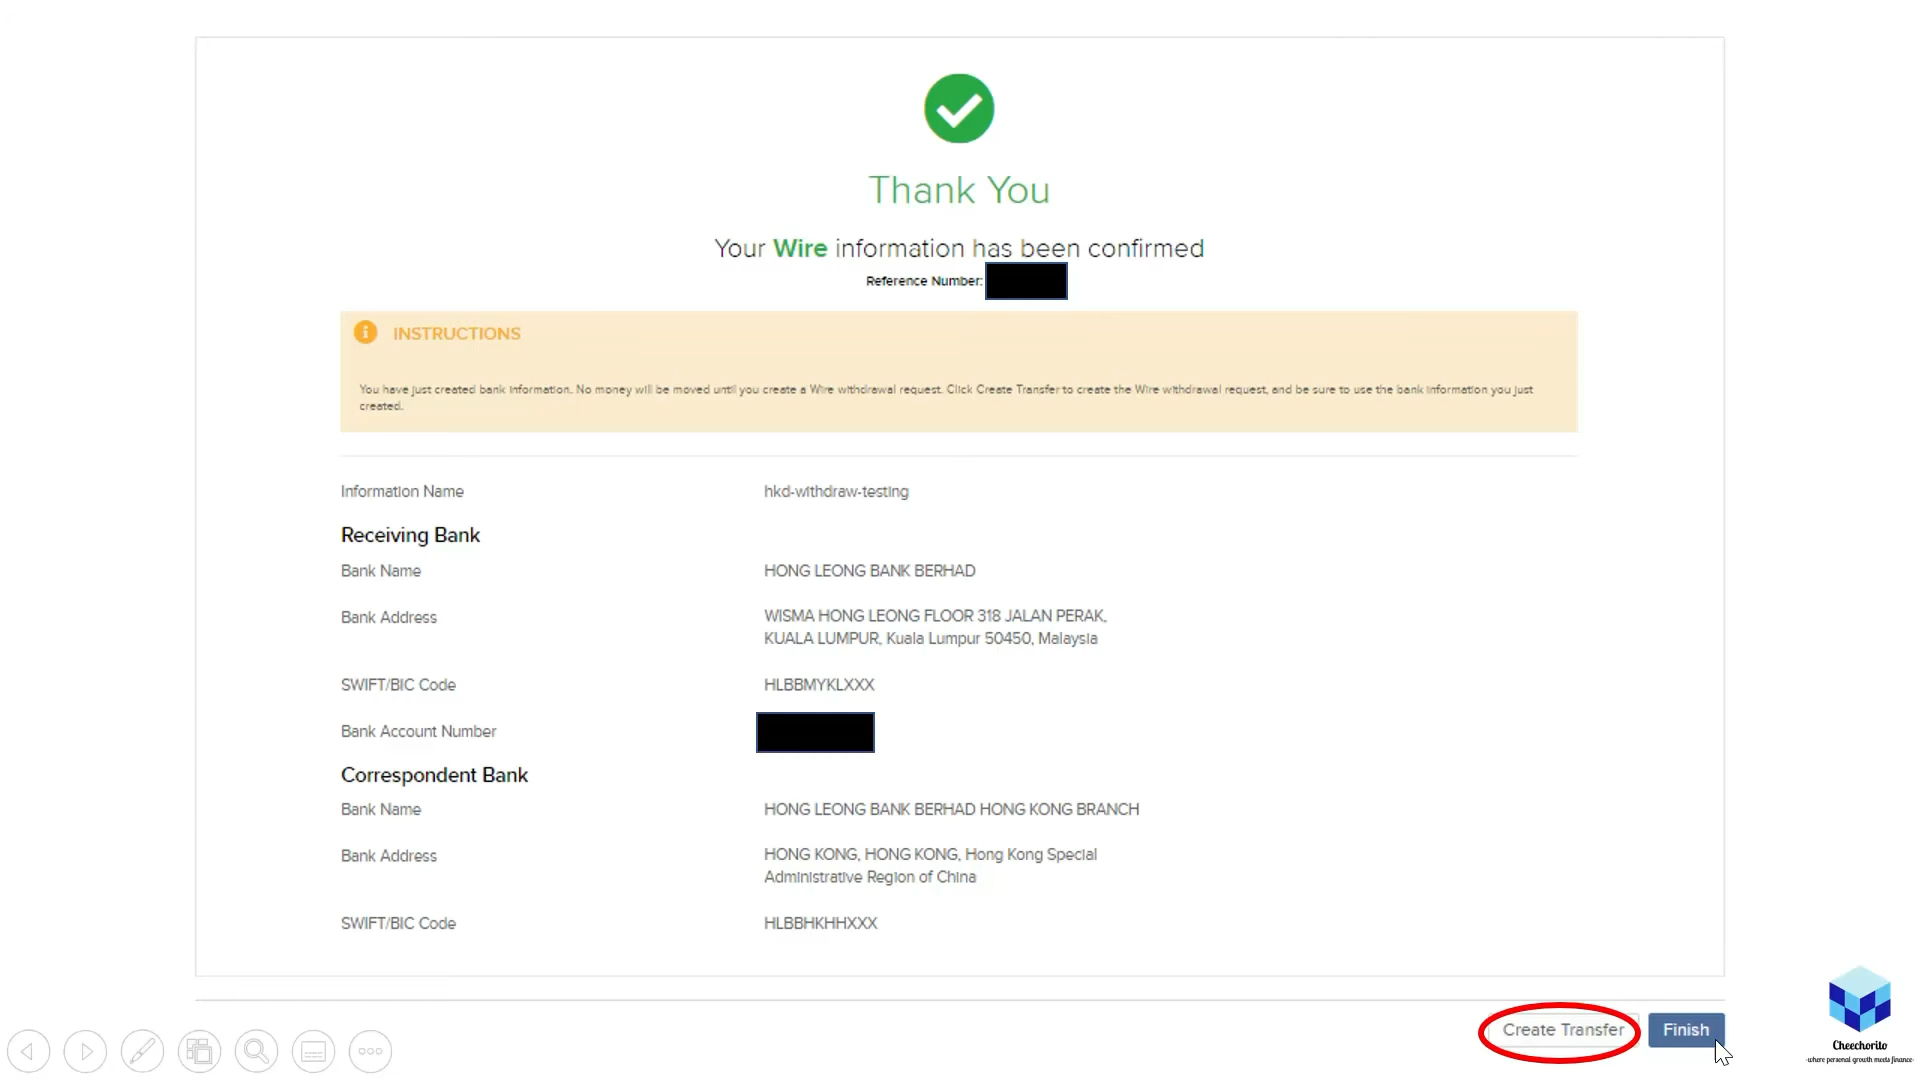 Thank You
Your Wire information has been confirmed
Reference Number:
INSTRUCTIONS
You have just created bank information. No money will be moved until you create a Wire withdrawal request. Click Create Transfer to create the Wire withdrawal request, and be sure to use the bank information you just
created.
Information Name hkd-withdraw-testing
Receiving Bank
Bank Name HONG LEONG BANK BERHAD
Bank Address WISMA HONG LEONG FLOOR 318 JALAN PERAK,
KUALA LUMPUR, Kuala Lumpur 50450, Malaysia
SWIFT/BIC Code HLBBMYKLXXX
Bank Account Number
Correspondent Bank
Bank Name HONG LEONG BANK BERHAD HONG KONG BRANCH
Bank Address HONG KONG, HONG KONG, Hong Kong Special
Administrative Region of China
SWIFT/BIC Code HLBBHKHHXXX
Create Transfer Finish
Cheechorito
-where personal growth meets finance-